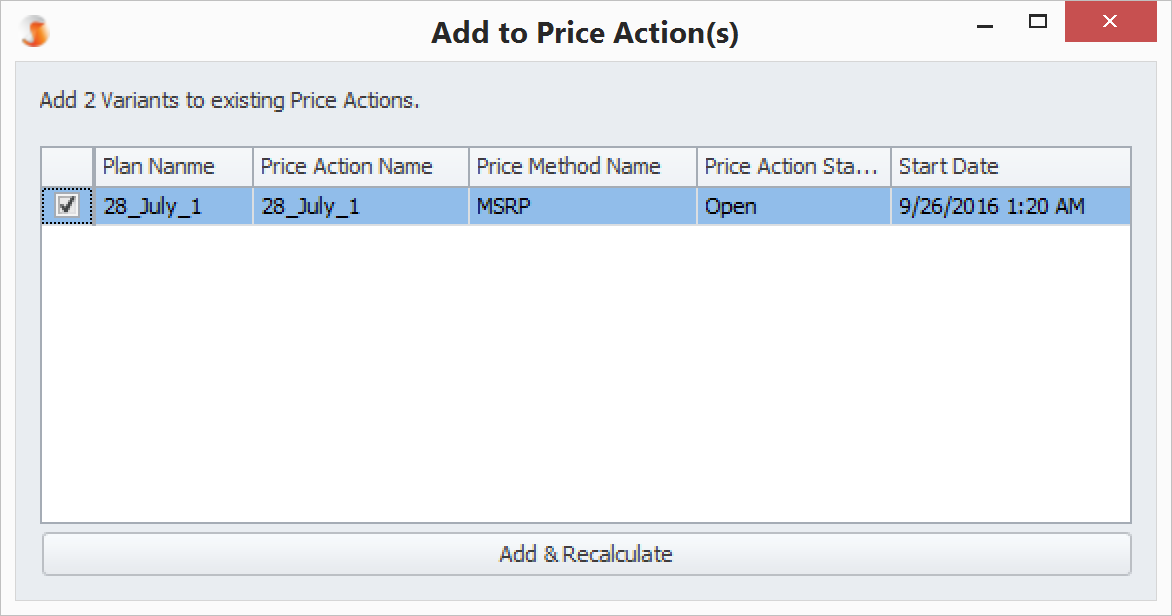 Add to Price Action(s)
Add 2 Variants to existing Price Actions.
Plan Nanme Price Action Name Price Method Name Price Action Sta... Start Date
28_July_1 28_July_1 MSRP Open 9/26/2016 1:20 AM
Add & Recalculate